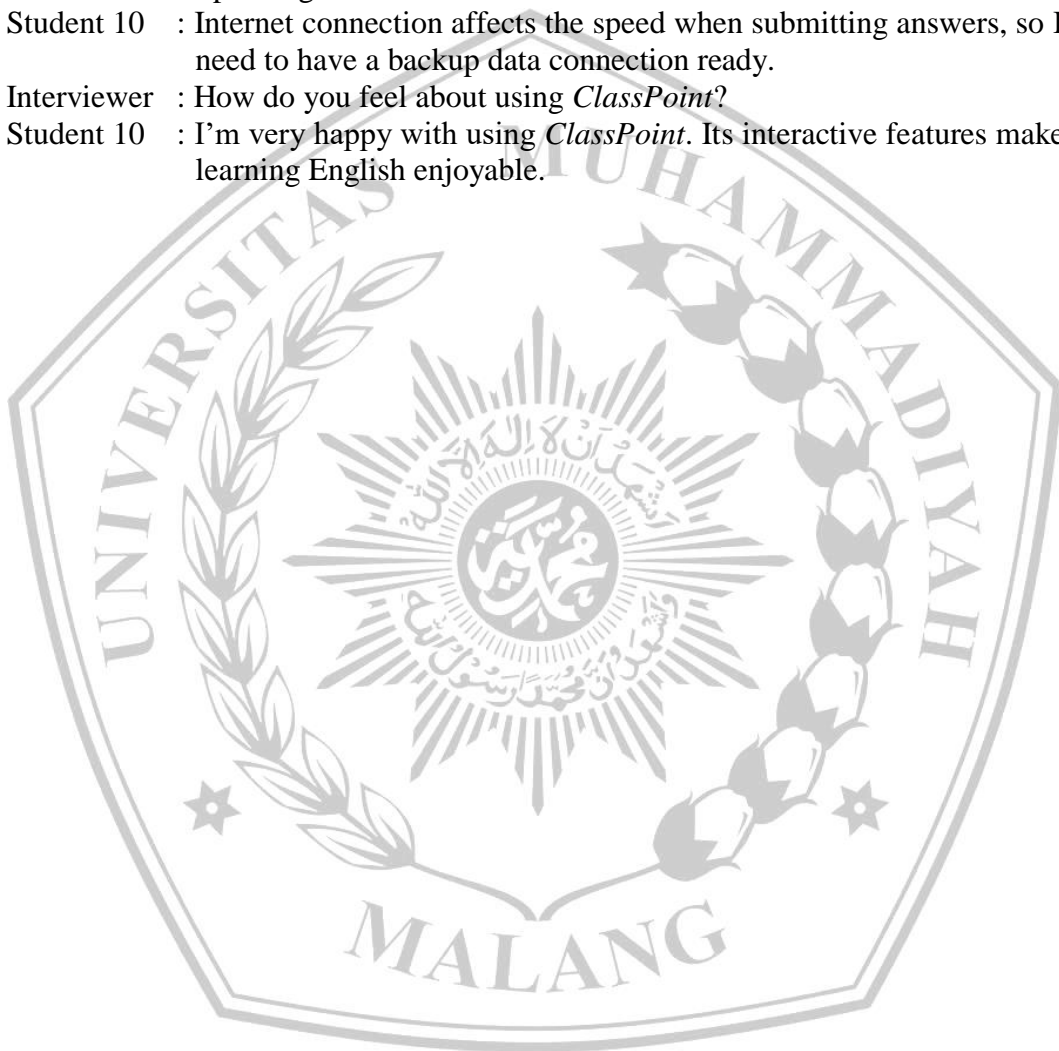 Student 10 : Internet connection affects the speed when submitting answers, so I
need to have a backup data connection ready.
Interviewer : How do you feel about using ClassPoint?
Student 10 : I'm very happy with using ClassPoint. Its interactive features make
learning English enjoyable.
UNIVERSITAS MUHAMMADIYAH
MALANG